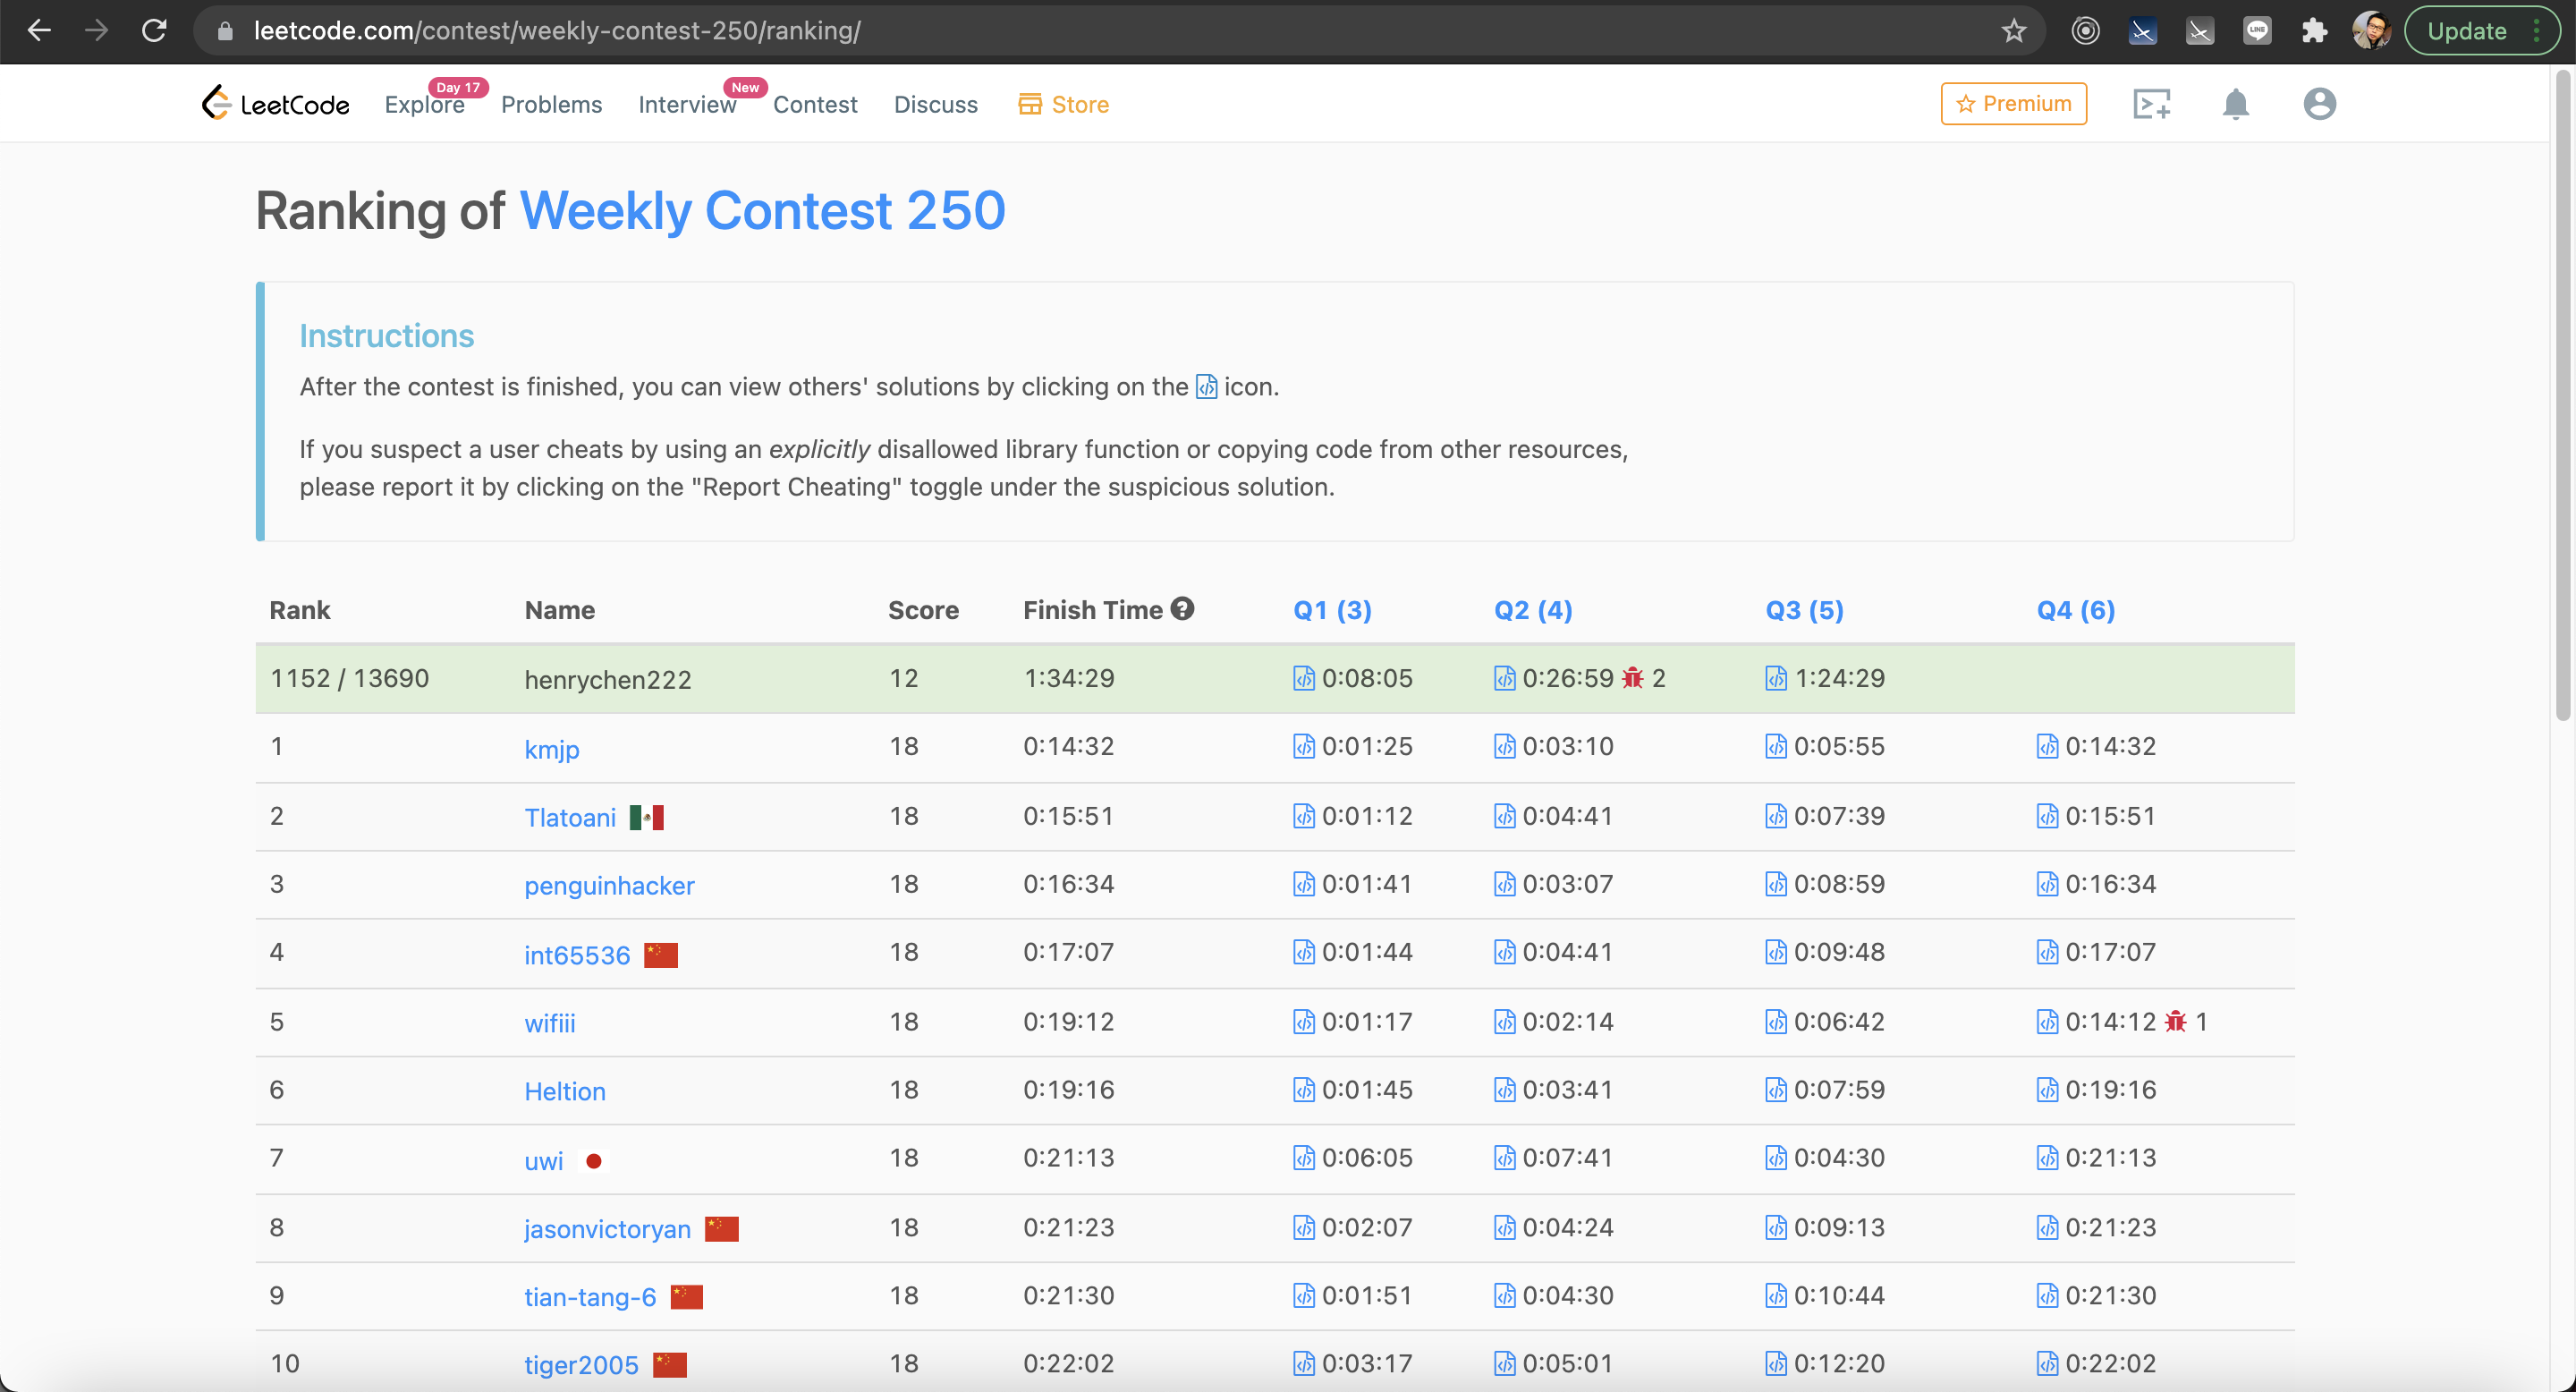 leetcode.com/contest/weekly-contest-250/ranking/
LINE
Update
LeetCode
Explore Day 17 Problems Interview New Contest Discuss Store
Premium
Ranking of Weekly Contest 250
Instructions
After the contest is finished, you can view others' solutions by clicking on the icon.
If you suspect a user cheats by using an explicitly disallowed library function or copying code from other resources,
please report it by clicking on the "Report Cheating" toggle under the suspicious solution.
Rank Name Score Finish Time Q1 (3) Q2 (4) Q3 (5) Q4 (6)
1152 / 13690 henrychen222 12 1:34:29 0:08:05 0:26:59 2 1:24:29
1 kmjp 18 0:14:32 0:01:25 0:03:10 0:05:55 0:14:32
2 Tlatoani 18 0:15:51 0:01:12 0:04:41 0:07:39 0:15:51
3 penguinhacker 18 0:16:34 0:01:41 0:03:07 0:08:59 0:16:34
4 int65536 18 0:17:07 0:01:44 0:04:41 0:09:48 0:17:07
5 wifiii 18 0:19:12 0:01:17 0:02:14 0:06:42 0:14:12 1
6 Heltion 18 0:19:16 0:01:45 0:03:41 0:07:59 0:19:16
7 uwi 18 0:21:13 0:06:05 0:07:41 0:04:30 0:21:13
8 jasonvictoryan 18 0:21:23 0:02:07 0:04:24 0:09:13 0:21:23
9 tian-tang-6 18 0:21:30 0:01:51 0:04:30 0:10:44 0:21:30
10 tiger2005 18 0:22:02 0:03:17 0:05:01 0:12:20 0:22:02